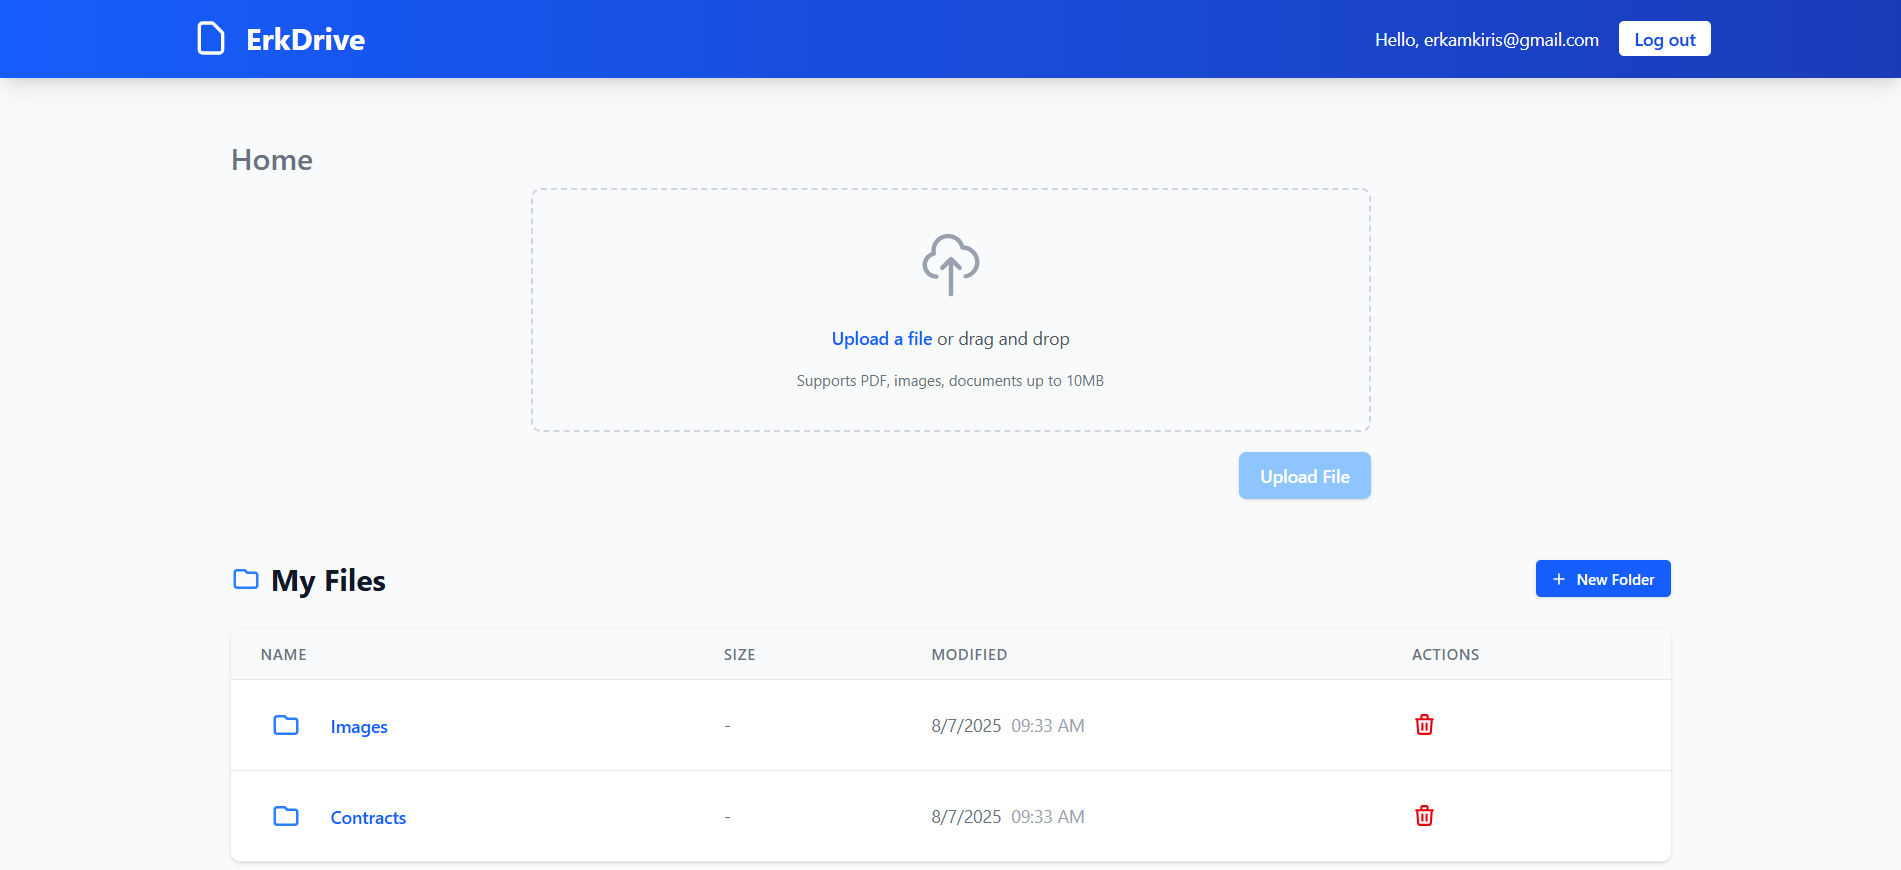 ErkDrive
Hello, erkamkiris@gmail.com
Log out
Home
Upload a file or drag and drop
Supports PDF, images, documents up to 10MB
Upload File
My Files
+ New Folder
NAME SIZE MODIFIED ACTIONS
Images - 8/7/2025 09:33 AM
Contracts - 8/7/2025 09:33 AM